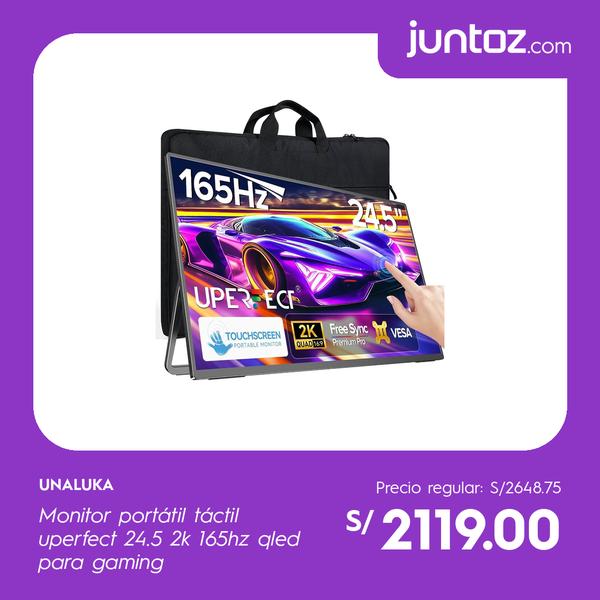 juntoz.com
165Hz
24.5"
UPERFECT®
TOUCHSCREEN
PORTABLE MONITOR
2K
QUAD 16:9
Free Sync
Premium Pro
VESA
UNALUKA
Precio regular: S/2648.75
Monitor portátil táctil
uperfect 24.5 2k 165hz qled
para gaming
S/ 2119.00